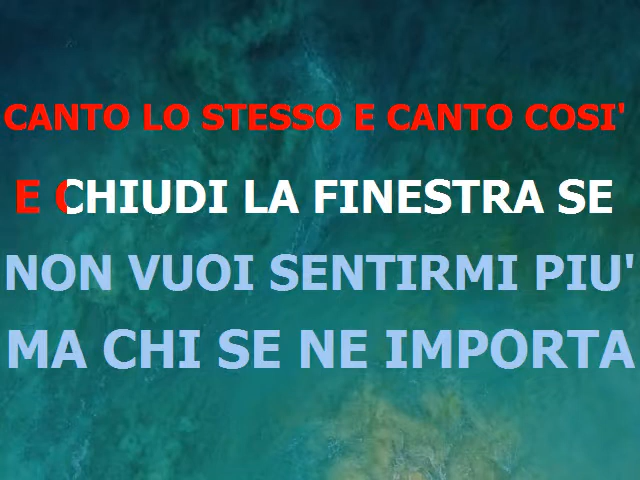 CANTO LO STESSO E CANTO COSI'
E CHIUDI LA FINESTRA SE
NON VUOI SENTIRMI PIU'
MA CHI SE NE IMPORTA